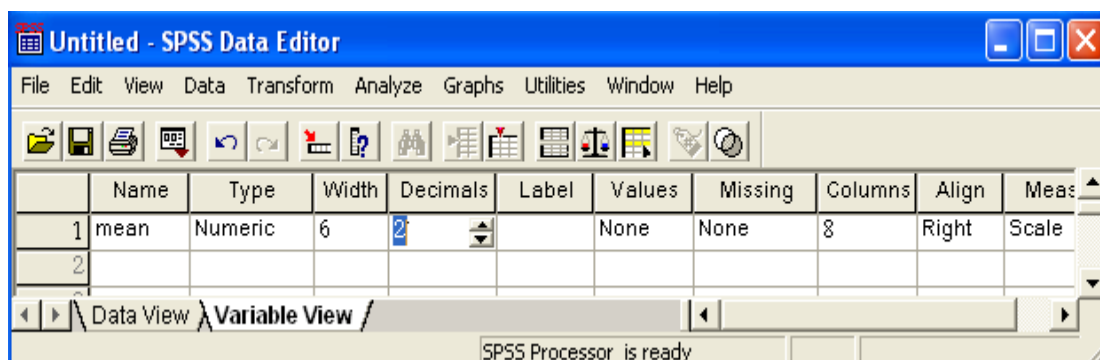 SPSS
Untitled - SPSS Data Editor
File Edit View Data Transform Analyze Graphs Utilities Window Help
Name Type Width Decimals Label Values Missing Columns Align Meas
1 mean Numeric 6 2 None None 8 Right Scale
2
Data View Variable View
SPSS Processor is ready